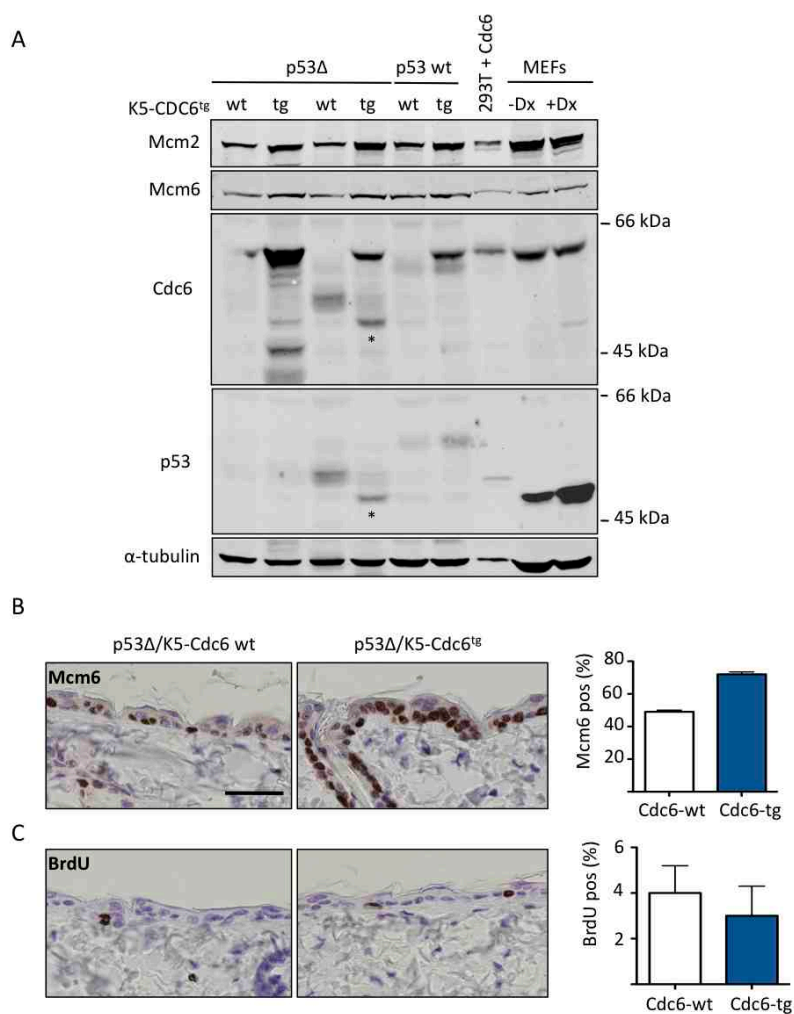 A
p53Δ
p53 wt
293T + Cdc6
MEFs
K5-CDC6tg
wt
tg
wt
tg
wt
tg
-Dx
+Dx
Mcm2
Mcm6
Cdc6
66 kDa
*
45 kDa
66 kDa
p53
*
45 kDa
α-tubulin
B
p53Δ/K5-Cdc6 wt
p53Δ/K5-Cdc6tg
Mcm6
Mcm6 pos (%)
80
60
40
20
Cdc6-wt
Cdc6-tg
C
BrdU
BrdU pos (%)
6
4
2
Cdc6-wt
Cdc6-tg